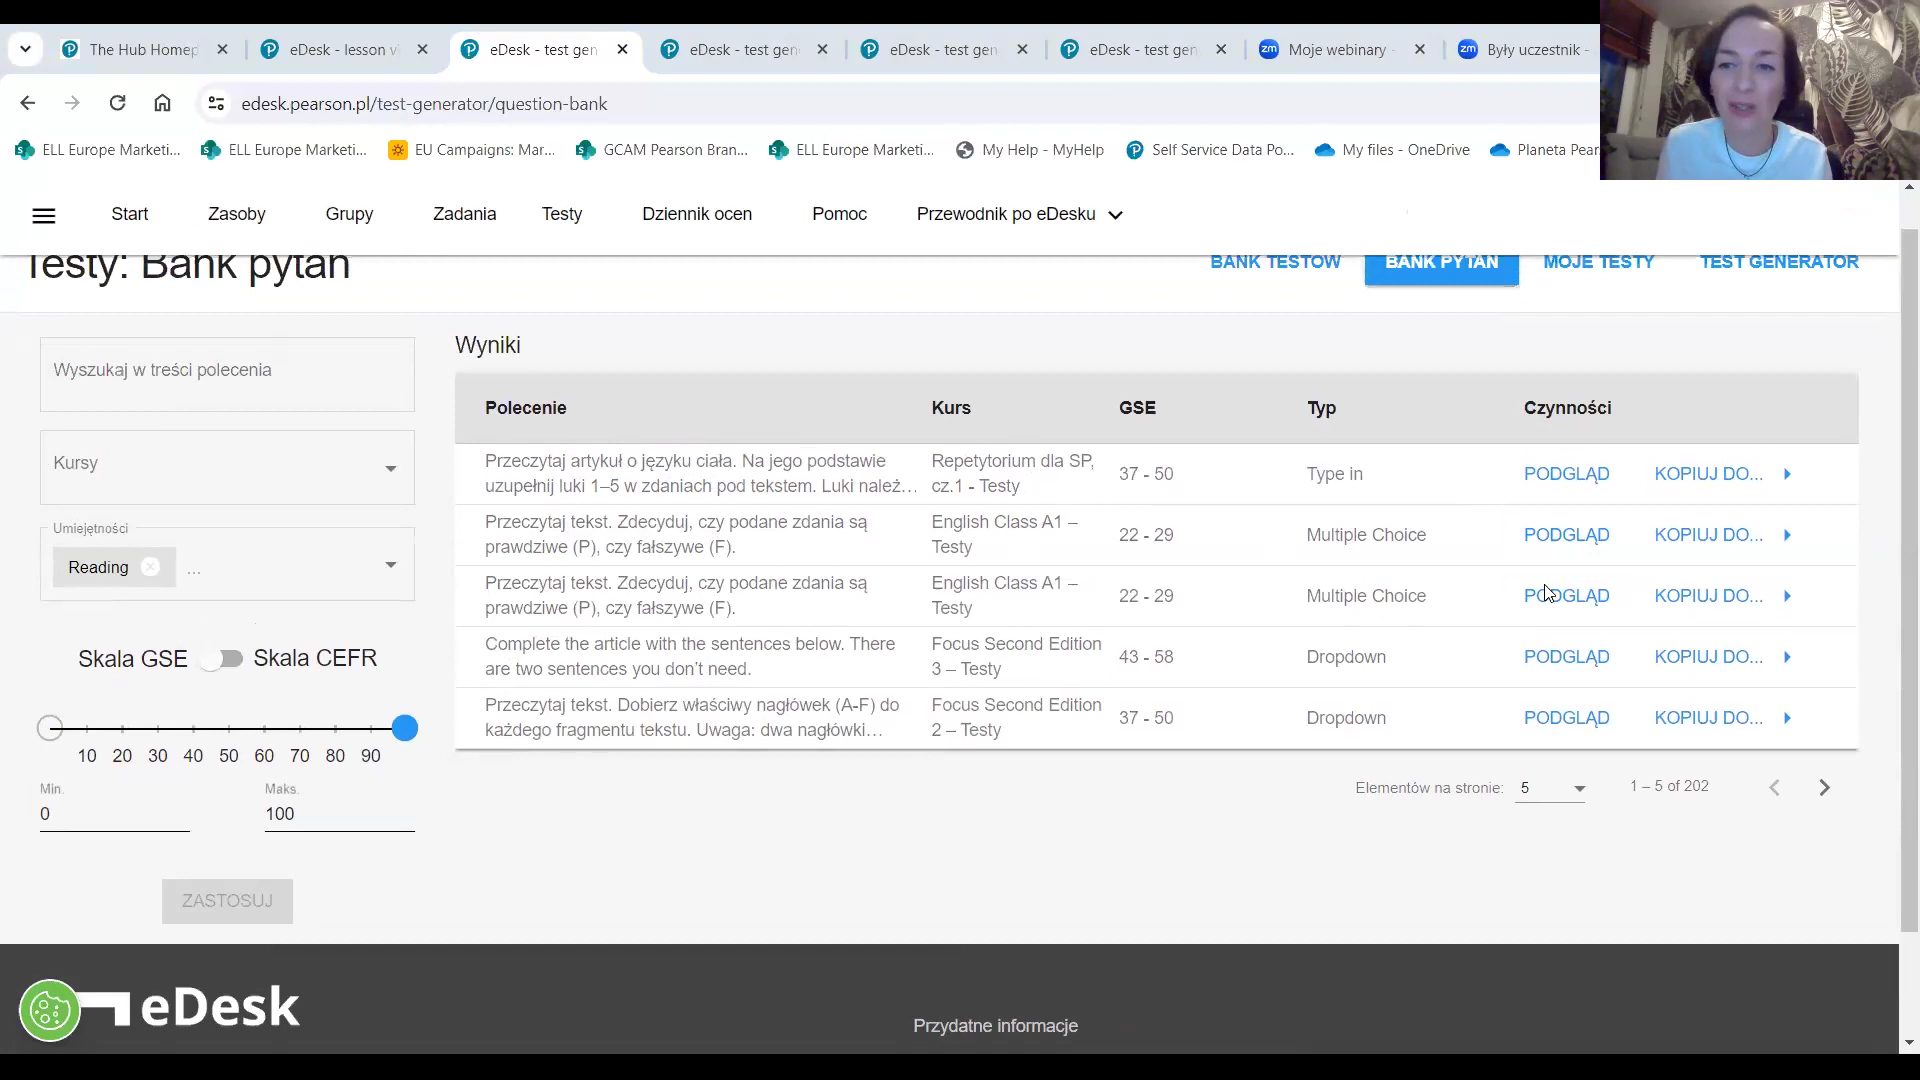 The Hub Homep
eDesk - lesson v
eDesk - test gen
eDesk - test gen
eDesk - test gen
eDesk - test gen
Moje webinary -
Były uczestnik -
edesk.pearson.pl/test-generator/question-bank
ELL Europe Marketi...
ELL Europe Marketi...
EU Campaigns: Mar...
GCAM Pearson Bran...
ELL Europe Marketi...
My Help - MyHelp
Self Service Data Po...
My files - OneDrive
Planeta Pear
Start
Zasoby
Grupy
Zadania
Testy
Dziennik ocen
Pomoc
Przewodnik po eDesku
Testy: Bank pytań
BANK TESTÓW
BANK PYTAŃ
MOJE TESTY
TEST GENERATOR
Wyszukaj w treści polecenia
Kursy
Umiejętności
Reading
...
Skala GSE
Skala CEFR
10 20 30 40 50 60 70 80 90
Min.
0
Maks.
100
ZASTOSUJ
Wyniki
Polecenie Kurs GSE Typ Czynności
Przeczytaj artykuł o języku ciała. Na jego podstawie
uzupełnij luki 1–5 w zdaniach pod tekstem. Luki należ...
Repetytorium dla SP,
cz.1 - Testy
37 - 50
Type in
PODGLĄD
KOPIUJ DO...
Przeczytaj tekst. Zdecyduj, czy podane zdania są
prawdziwe (P), czy fałszywe (F).
English Class A1 –
Testy
22 - 29
Multiple Choice
PODGLĄD
KOPIUJ DO...
Przeczytaj tekst. Zdecyduj, czy podane zdania są
prawdziwe (P), czy fałszywe (F).
English Class A1 –
Testy
22 - 29
Multiple Choice
PODGLĄD
KOPIUJ DO...
Complete the article with the sentences below. There
are two sentences you don't need.
Focus Second Edition
3 – Testy
43 - 58
Dropdown
PODGLĄD
KOPIUJ DO...
Przeczytaj tekst. Dobierz właściwy nagłówek (A-F) do
każdego fragmentu tekstu. Uwaga: dwa nagłówki...
Focus Second Edition
2 – Testy
37 - 50
Dropdown
PODGLĄD
KOPIUJ DO...
Elementów na stronie: 5
1 – 5 of 202
eDesk
Przydatne informacje